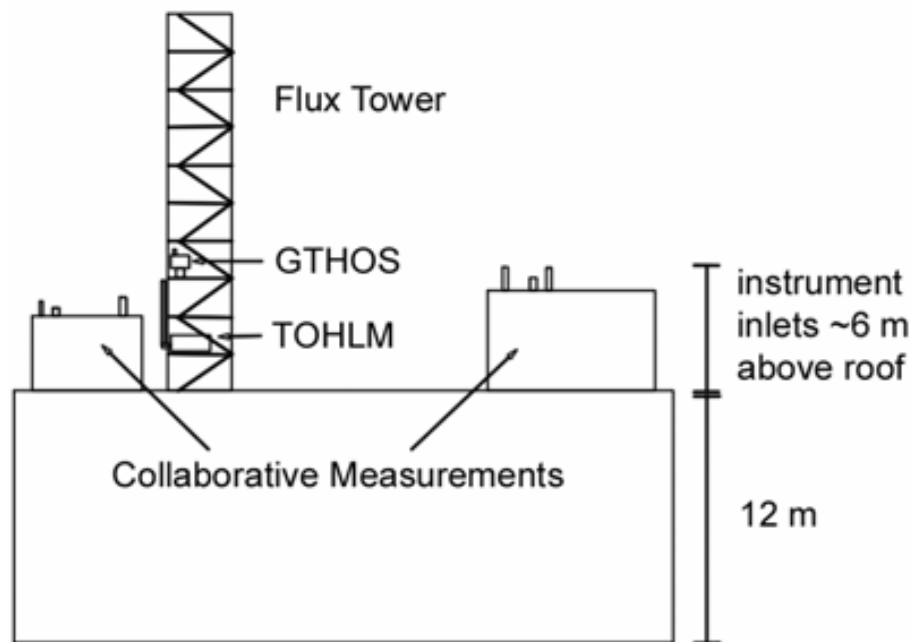 Flux Tower
GTHOS
TOHLM
instrument
inlets ~6 m
above roof
Collaborative Measurements
12 m